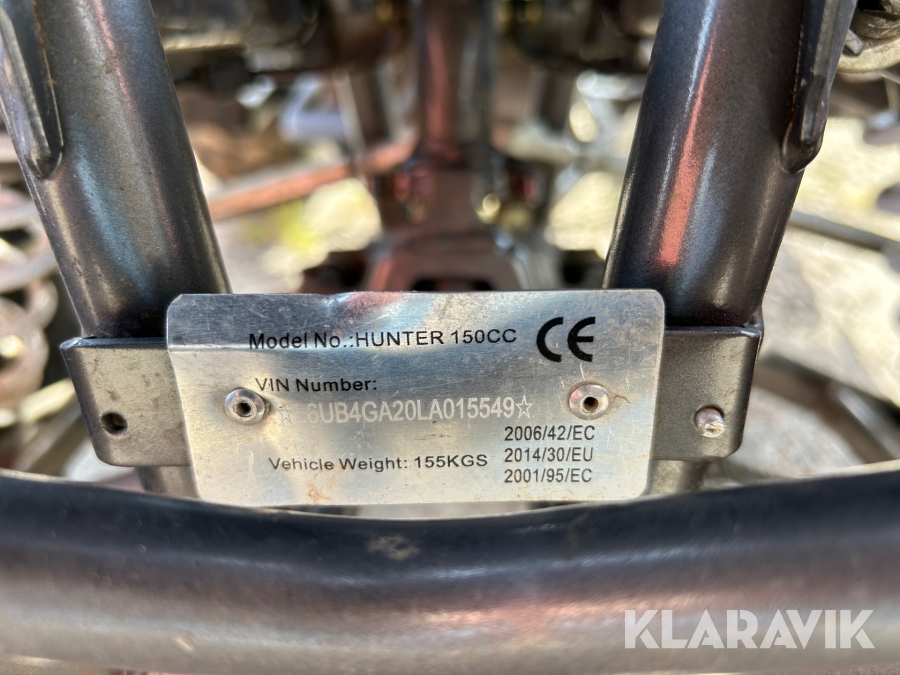 Model No.:HUNTER 150CC CE
VIN Number:
2006/42/EC
Vehicle Weight: 155KGS 2014/30/EU
2001/95/EC
KLARAVIK